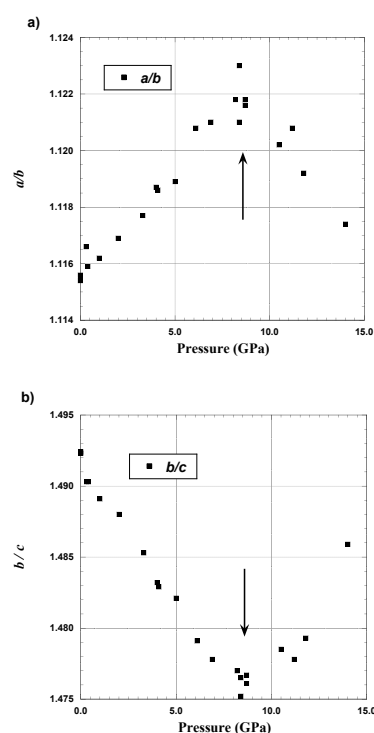 a)
1.124
1.122
1.120
1.118
1.116
1.114
a/b
a/b
0.0 5.0 10.0 15.0
Pressure (GPa)
b)
1.495
1.490
1.485
1.480
1.475
b / c
b/c
0.0 5.0 10.0 15.0
Pressure (GPa)